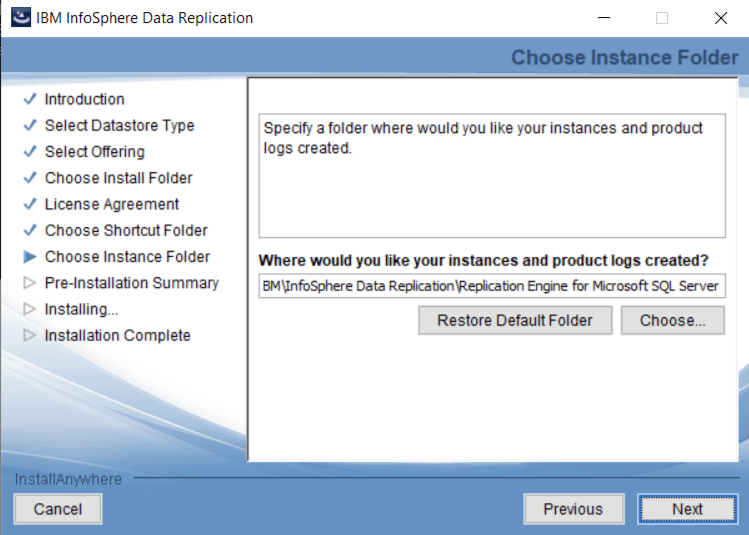 IBM InfoSphere Data Replication
Choose Instance Folder
Introduction
Select Datastore Type
Select Offering
Choose Install Folder
License Agreement
Choose Shortcut Folder
Choose Instance Folder
Pre-Installation Summary
Installing...
Installation Complete
Specify a folder where would you like your instances and product
logs created.
Where would you like your instances and product logs created?
BM\InfoSphere Data Replication\Replication Engine for Microsoft SQL Server
Restore Default Folder
Choose...
InstallAnywhere
Cancel
Previous
Next